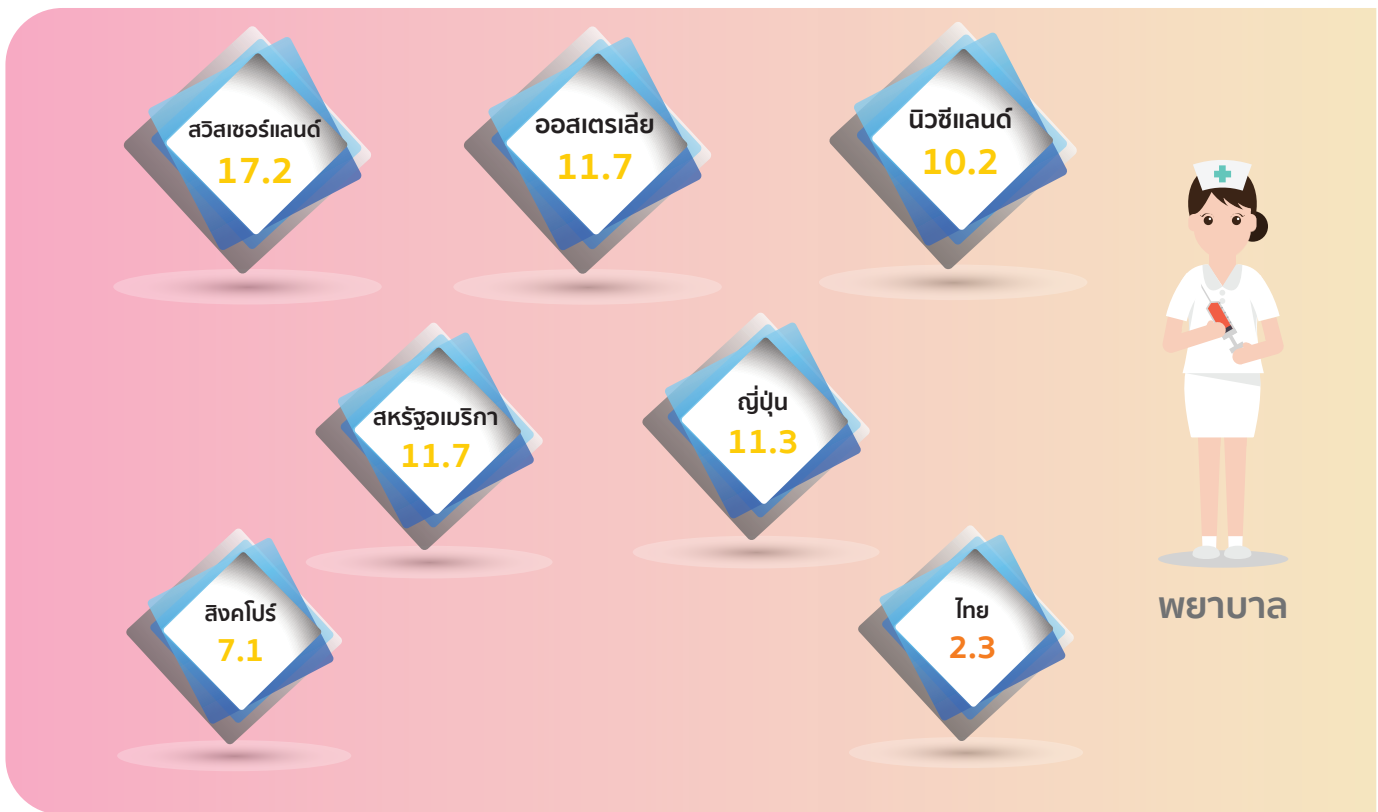 สวิสเซอร์แลนด์
17.2
ออสเตรเลีย
11.7
นิวซีแลนด์
10.2
สหรัฐอเมริกา
11.7
ญี่ปุ่น
11.3
สิงคโปร์
7.1
ไทย
2.3
พยาบาล